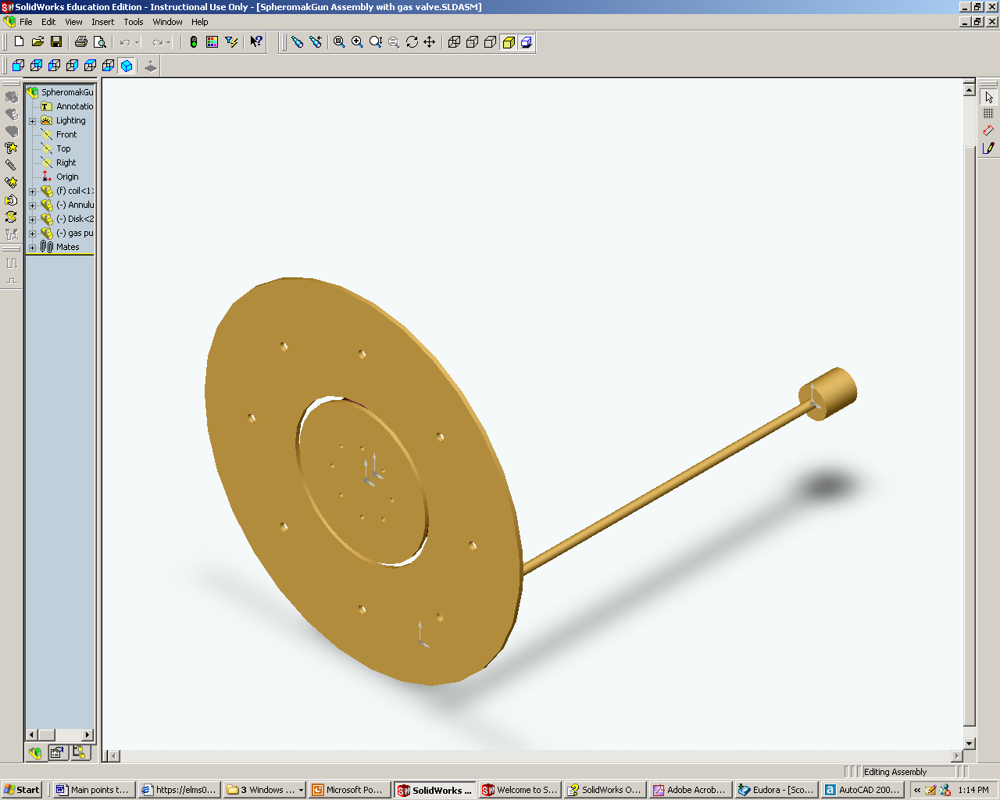 SolidWorks Education Edition - Instructional Use Only - [SpheromakGun Assembly with gas valve.SLDASM]
File Edit View Insert Tools Window Help
SpheromakGu
Annotatio
Lighting
Front
Top
Right
Origin
(f) coil<1>
(-) Annulu
(-) Disk<2
(-) gas pu
Mates
Editing Assembly
Start Main points t... https://elms0... 3 Windows ... Microsoft Po... SolidWorks ... Welcome to S... SolidWorks O... Adobe Acrob... Eudora - [Sco... AutoCAD 200... « 1:14 PM